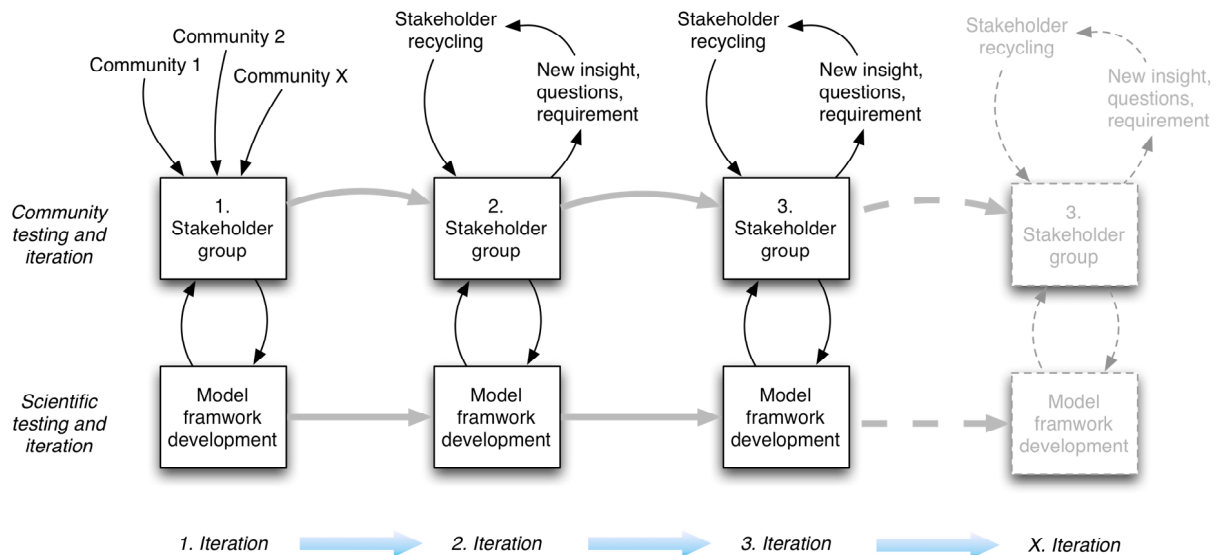 Community 1
Community 2
Community X
Stakeholder
recycling
New insight,
questions,
requirement
Stakeholder
recycling
New insight,
questions,
requirement
Stakeholder
recycling
New insight,
questions,
requirement
Community
testing and
iteration
1.
Stakeholder
group
2.
Stakeholder
group
3.
Stakeholder
group
3.
Stakeholder
group
Scientific
testing and
iteration
Model
framwork
development
Model
framwork
development
Model
framwork
development
Model
framwork
development
1. Iteration
2. Iteration
3. Iteration
X. Iteration